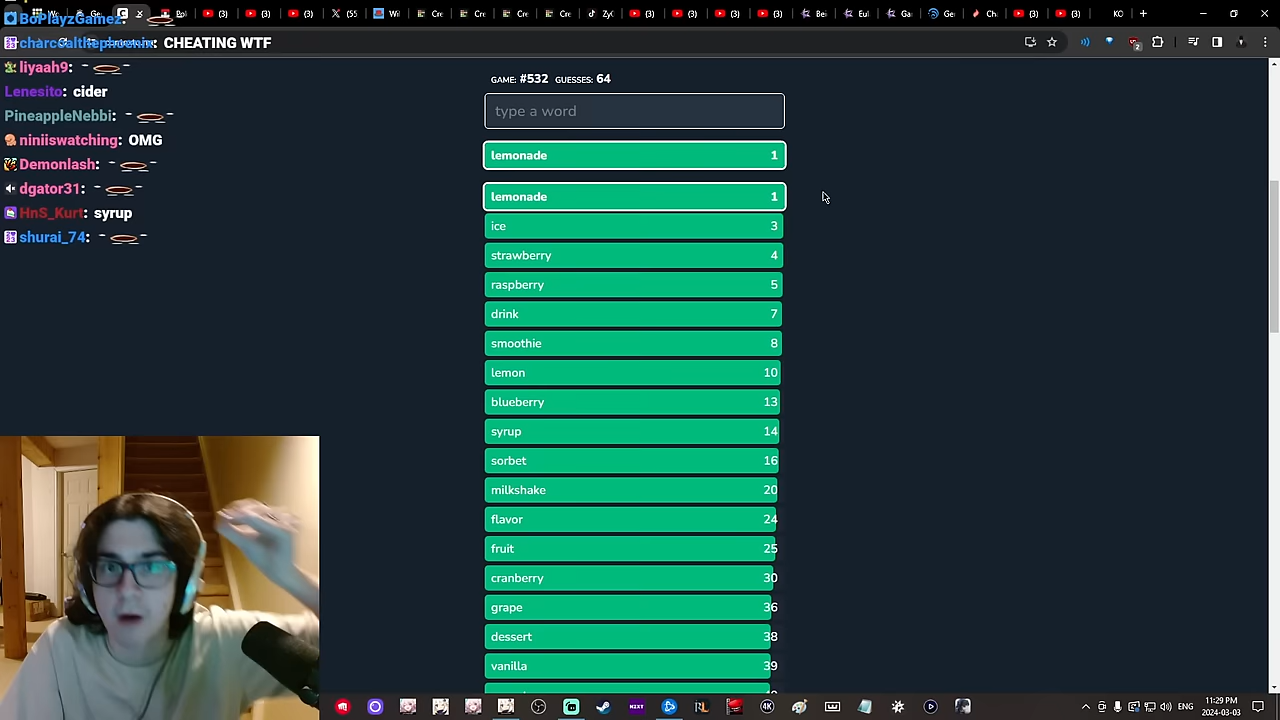 BoPlayzGamez:
charcoalthephoenix: CHEATING WTF
liyaah9:
Lenesito: cider
PineappleNebbi:
niniiswatching: OMG
Demonlash:
dgator31:
HnS_Kurt: syrup
shurai_74:
GAME: #532 GUESSES: 64
type a word
lemonade 1
lemonade 1
ice 3
strawberry 4
raspberry 5
drink 7
smoothie 8
lemon 10
blueberry 13
syrup 14
sorbet 16
milkshake 20
flavor 24
fruit 25
cranberry 30
grape 36
dessert 38
vanilla 39
ENG
11:29 PM
2024-03-03